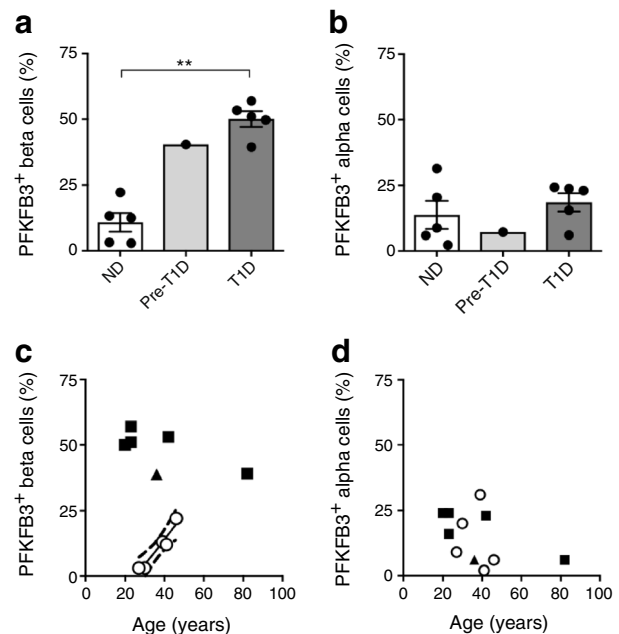 a
PFKFB3+ beta cells (%)
75
50
25
0
**
ND
Pre-T1D
T1D
b
PFKFB3+ alpha cells (%)
75
50
25
0
ND
Pre-T1D
T1D
c
PFKFB3+ beta cells (%)
75
50
25
0
0 20 40 60 80 100
Age (years)
d
PFKFB3+ alpha cells (%)
75
50
25
0
0 20 40 60 80 100
Age (years)